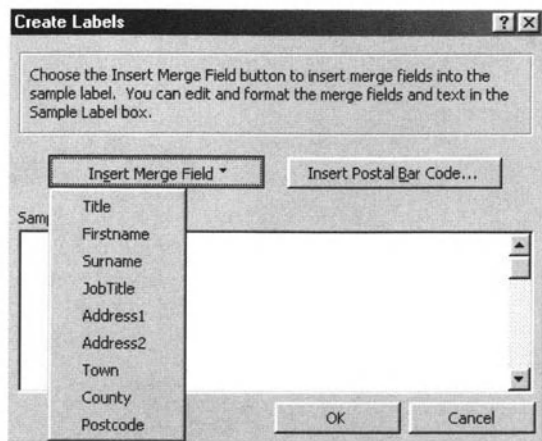 Create Labels
Choose the Insert Merge Field button to insert merge fields into the
sample label. You can edit and format the merge fields and text in the
Sample Label box.
Insert Merge Field Insert Postal Bar Code...
Title
Firstname
Surname
JobTitle
Address1
Address2
Town
County
Postcode
OK Cancel